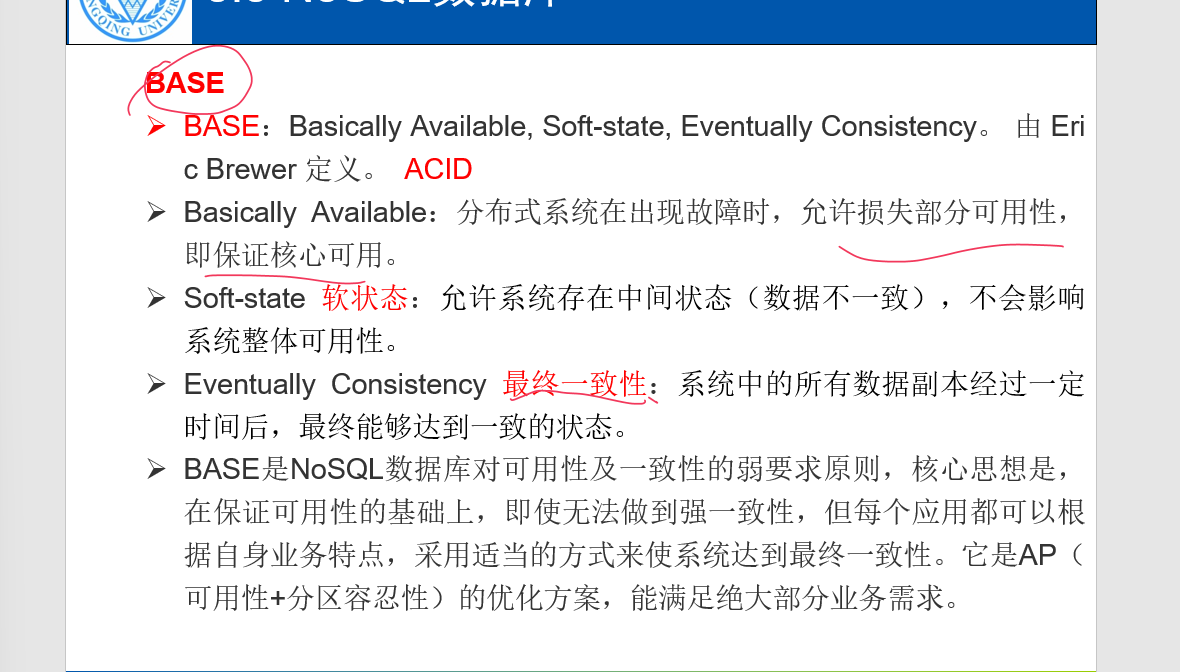 BASE
BASE：Basically Available, Soft-state, Eventually Consistency。 由 Eri
c Brewer 定义。 ACID
Basically Available：分布式系统在出现故障时，允许损失部分可用性，
即保证核心可用。
Soft-state 软状态：允许系统存在中间状态（数据不一致），不会影响
系统整体可用性。
Eventually Consistency 最终一致性：系统中的所有数据副本经过一定
时间后，最终能够达到一致的状态。
BASE是NoSQL数据库对可用性及一致性的弱要求原则，核心思想是，
在保证可用性的基础上，即使无法做到强一致性，但每个应用都可以根
据自身业务特点，采用适当的方式来使系统达到最终一致性。它是AP（
可用性+分区容忍性）的优化方案，能满足绝大部分业务需求。